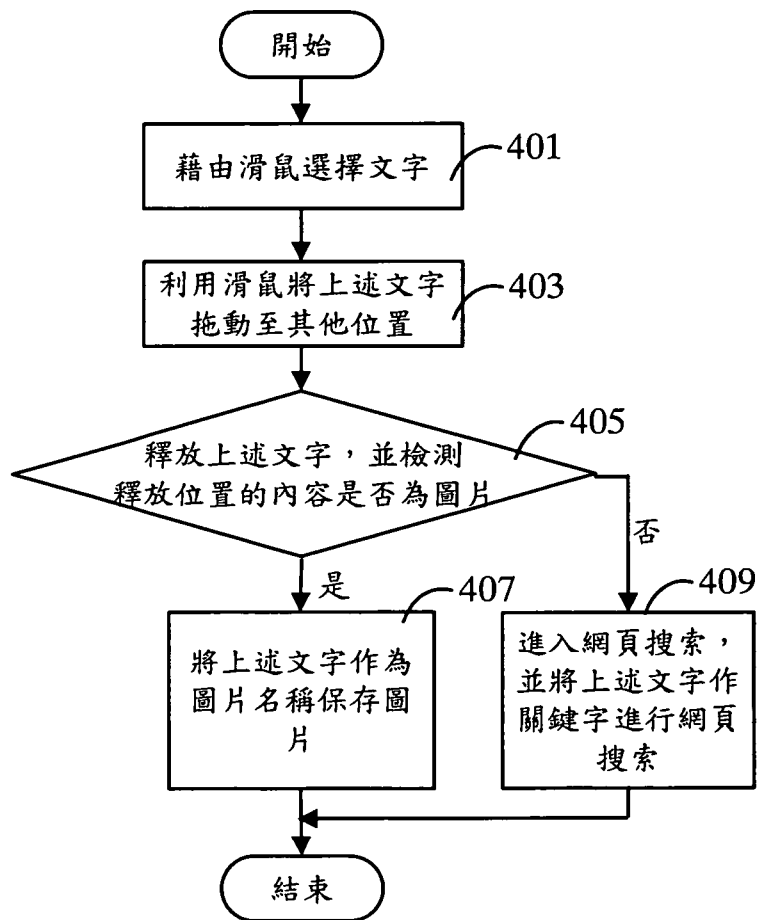 開始
藉由滑鼠選擇文字
401
利用滑鼠將上述文字
拖動至其他位置
403
釋放上述文字，並檢測
釋放位置的內容是否為圖片
405
是
否
將上述文字作為
圖片名稱保存圖
片
407
進入網頁搜索，
並將上述文字作
關鍵字進行網頁
搜索
409
結束